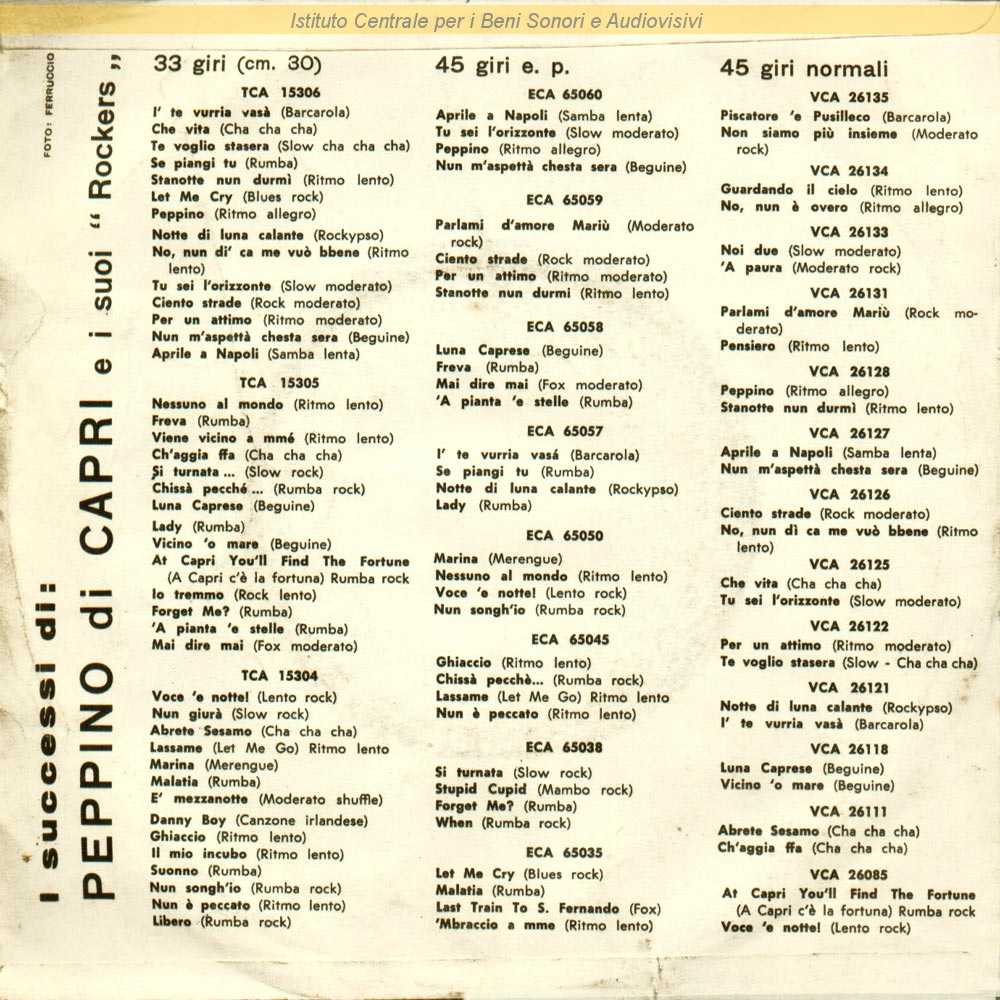 Istituto Centrale per i Beni Sonori e Audiovisivi
FOTO: FERRUCCIO
I successi di:
PEPPINO di CAPRI e i suoi “ Rockers „
33 giri (cm. 30)
TCA 15306
I' te vurria vasà (Barcarola)
Che vita (Cha cha cha)
Te voglio stasera (Slow cha cha cha)
Se piangi tu (Rumba)
Stanotte nun durmì (Ritmo lento)
Let Me Cry (Blues rock)
Peppino (Ritmo allegro)
Notte di luna calante (Rockypso)
No, nun di' ca me vuò bbene (Ritmo
lento)
Tu sei l'orizzonte (Slow moderato)
Ciento strade (Rock moderato)
Per un attimo (Ritmo moderato)
Nun m'aspettà chesta sera (Beguine)
Aprile a Napoli (Samba lenta)
TCA 15305
Nessuno al mondo (Ritmo lento)
Freva (Rumba)
Viene vicino a mmé (Ritmo lento)
Ch'aggia ffa (Cha cha cha)
Si turnata ... (Slow rock)
Chissà pecché ... (Rumba rock)
Luna Caprese (Beguine)
Lady (Rumba)
Vicino 'o mare (Beguine)
At Capri You'll Find The Fortune
(A Capri c'è la fortuna) Rumba rock
Io tremmo (Rock lento)
Forget Me? (Rumba)
'A pianta 'e stelle (Rumba)
Mai dire mai (Fox moderato)
TCA 15304
Voce 'e notte! (Lento rock)
Nun giurà (Slow rock)
Abrete Sesamo (Cha cha cha)
Lassame (Let Me Go) Ritmo lento
Marina (Merengue)
Malatia (Rumba)
E' mezzanotte (Moderato shuffle)
Danny Boy (Canzone irlandese)
Ghiaccio (Ritmo lento)
Il mio incubo (Ritmo lento)
Suonno (Rumba)
Nun songh'io (Rumba rock)
Nun è peccato (Ritmo lento)
Libero (Rumba rock)
45 giri e. p.
ECA 65060
Aprile a Napoli (Samba lenta)
Tu sei l'orizzonte (Slow moderato)
Peppino (Ritmo allegro)
Nun m'aspettà chesta sera (Beguine)
ECA 65059
Parlami d'amore Mariù (Moderato
rock)
Ciento strade (Rock moderato)
Per un attimo (Ritmo moderato)
Stanotte nun durmi (Ritmo lento)
ECA 65058
Luna Caprese (Beguine)
Freva (Rumba)
Mai dire mai (Fox moderato)
'A pianta 'e stelle (Rumba)
ECA 65057
I' te vurria vasá (Barcarola)
Se piangi tu (Rumba)
Notte di luna calante (Rockypso)
Lady (Rumba)
ECA 65050
Marina (Merengue)
Nessuno al mondo (Ritmo lento)
Voce 'e notte! (Lento rock)
Nun songh'io (Rumba rock)
ECA 65045
Ghiaccio (Ritmo lento)
Chissà pecchè... (Rumba rock)
Lassame (Let Me Go) Ritmo lento
Nun è peccato (Ritmo lento)
ECA 65038
Si turnata (Slow rock)
Stupid Cupid (Mambo rock)
Forget Me? (Rumba)
When (Rumba rock)
ECA 65035
Let Me Cry (Blues rock)
Malatia (Rumba)
Last Train To S. Fernando (Fox)
'Mbraccio a mme (Ritmo lento)
45 giri normali
VCA 26135
Piscatore 'e Pusilleco (Barcarola)
Non siamo più insieme (Moderato
rock)
VCA 26134
Guardando il cielo (Ritmo lento)
No, nun è overo (Ritmo allegro)
VCA 26133
Noi due (Slow moderato)
'A paura (Moderato rock)
VCA 26131
Parlami d'amore Mariù (Rock mo-
derato)
Pensiero (Ritmo lento)
VCA 26128
Peppino (Ritmo allegro)
Stanotte nun durmì (Ritmo lento)
VCA 26127
Aprile a Napoli (Samba lenta)
Nun m'aspettà chesta sera (Beguine)
VCA 26126
Ciento strade (Rock moderato)
No, nun dì ca me vuò bbene (Ritmo
lento)
VCA 26125
Che vita (Cha cha cha)
Tu sei l'orizzonte (Slow moderato)
VCA 26122
Per un attimo (Ritmo moderato)
Te voglio stasera (Slow - Cha cha cha)
VCA 26121
Notte di luna calante (Rockypso)
I' te vurria vasà (Barcarola)
VCA 26118
Luna Caprese (Beguine)
Vicino 'o mare (Beguine)
VCA 26111
Abrete Sesamo (Cha cha cha)
Ch'aggia ffa (Cha cha cha)
VCA 26085
At Capri You'll Find The Fortune
(A Capri c'è la fortuna) Rumba rock
Voce 'e notte! (Lento rock)